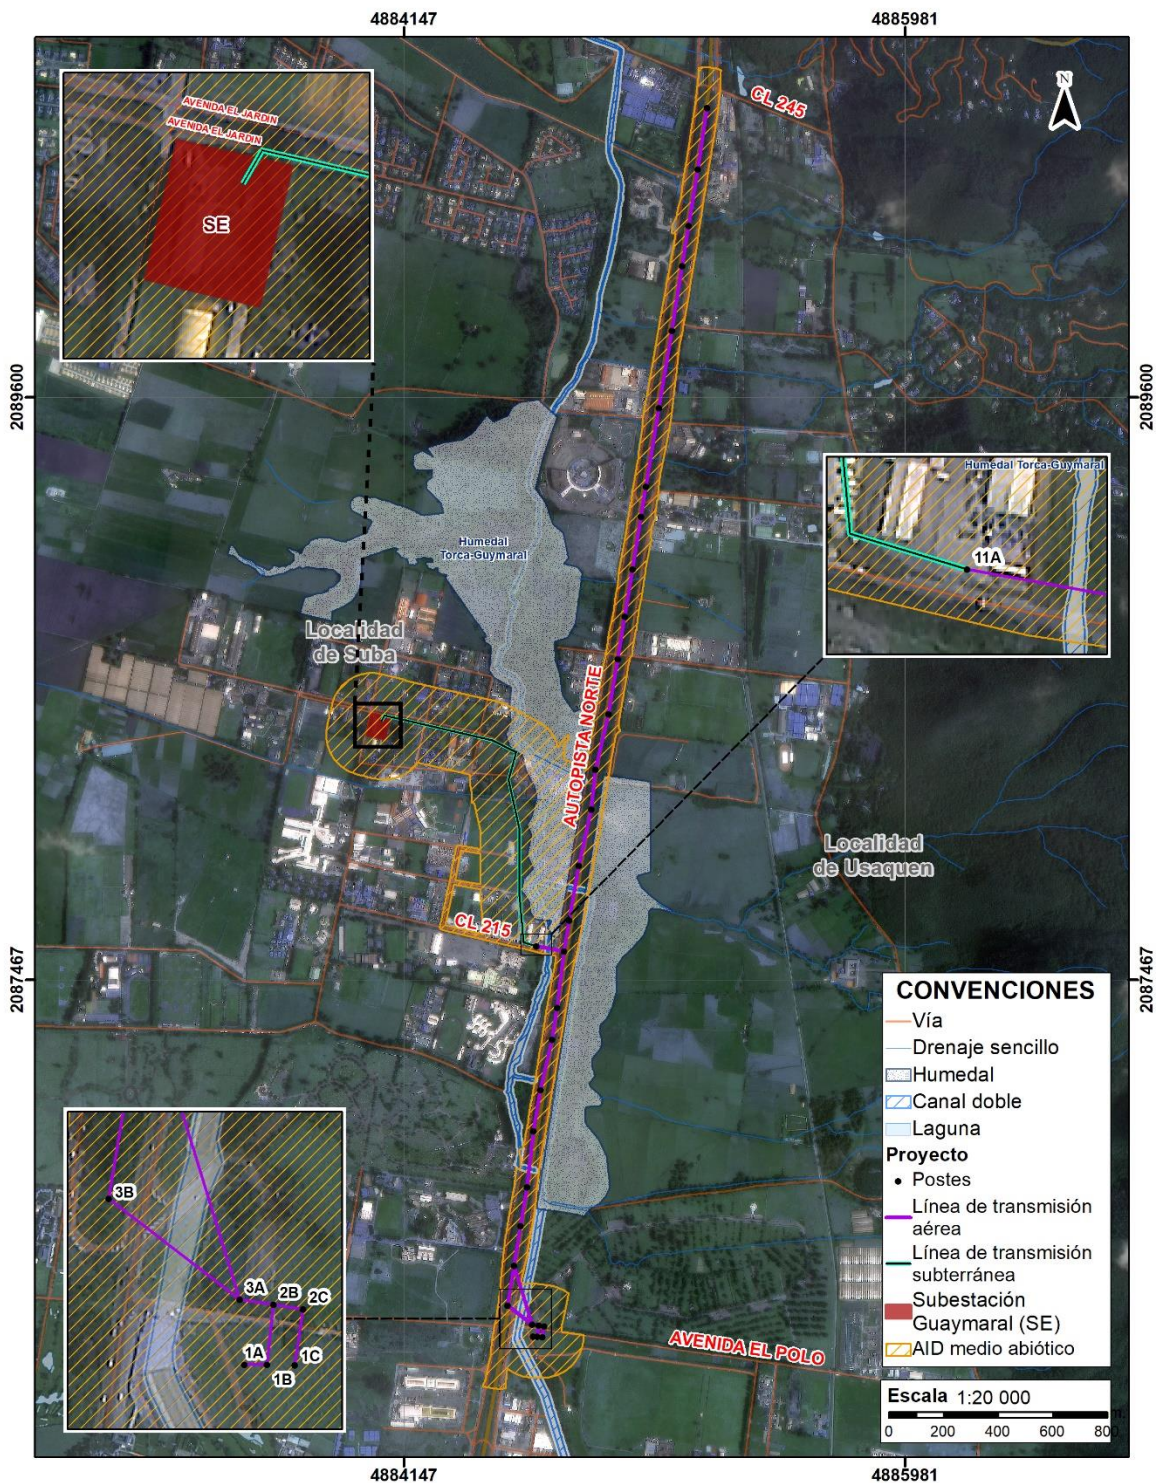 4884147
4885981
AVENIDA EL JARDIN
AVENIDA EL JARDIN
SE
CL 245
N
2089600
2089600
Humedal Torca-Guymaral
11A
Humedal
Torca-Guymaral
Localidad
de Suba
AUTOPISTA NORTE
Localidad
de Usaquen
CL 215
2087467
2087467
3B
3A
2B
2C
1A
1B
1C
AVENIDA EL POLO
CONVENCIONES
Vía
Drenaje sencillo
Humedal
Canal doble
Laguna
Proyecto
Postes
Línea de transmisión
aérea
Línea de transmisión
subterránea
Subestación
Guaymaral (SE)
AID medio abiótico
Escala 1:20 000
m.
0 200 400 600 800
4884147
4885981